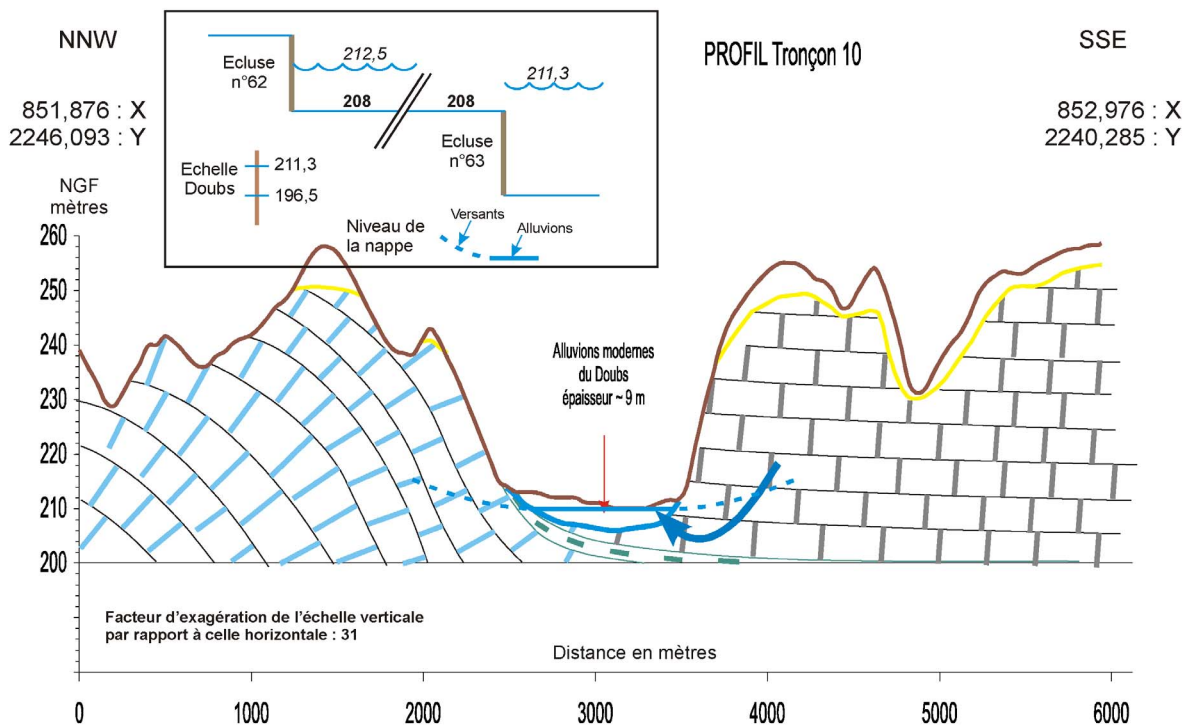 NNW
PROFIL Tronçon 10
SSE
851,876 : X
2246,093 : Y
852,976 : X
2240,285 : Y
Ecluse
n°62
212,5
211,3
208
208
Ecluse
n°63
Echelle
Doubs
211,3
196,5
Niveau de
la nappe
Versants
Alluvions
NGF
mètres
260
250
240
230
220
210
200
Alluvions modernes
du Doubs
épaisseur ~ 9 m
Facteur d'exagération de l'échelle verticale
par rapport à celle horizontale : 31
Distance en mètres
0 1000 2000 3000 4000 5000 6000